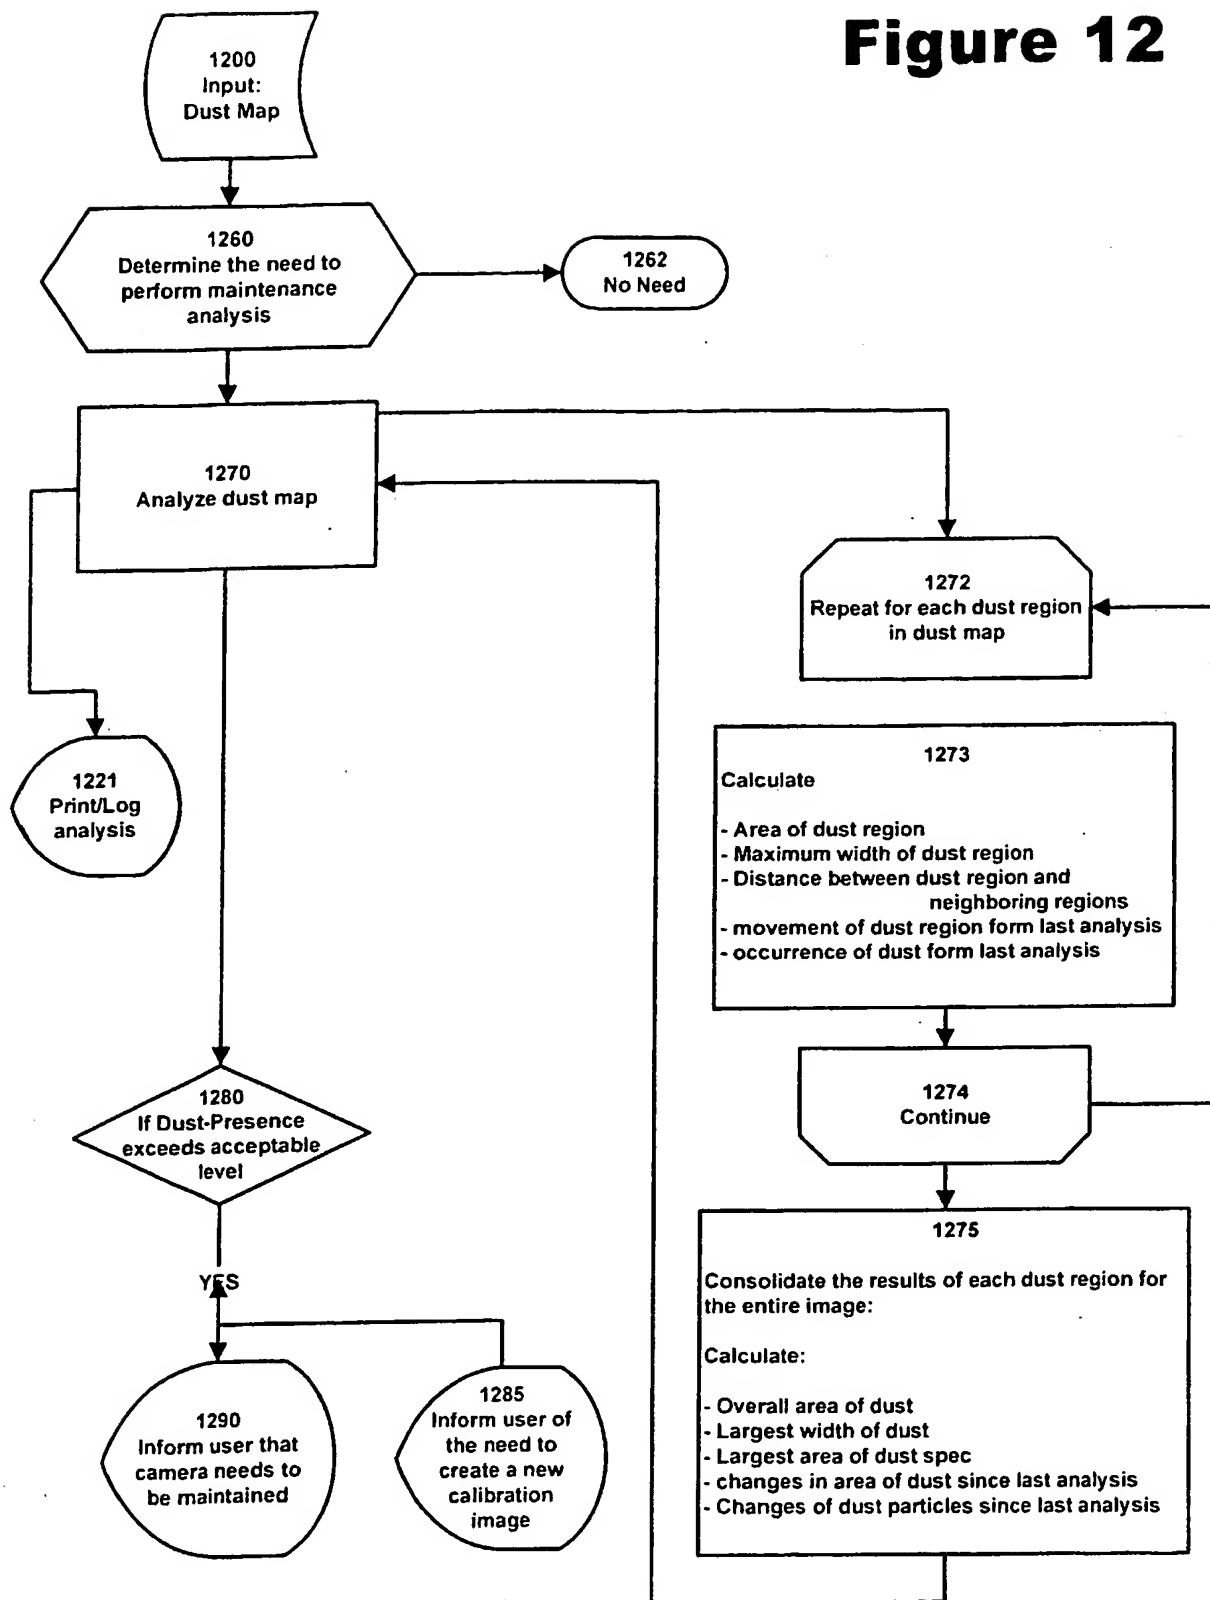 Figure 12
1200
Input:
Dust Map
1260
Determine the need to
perform maintenance
analysis
1262
No Need
1270
Analyze dust map
1272
Repeat for each dust region
in dust map
1221
Print/Log
analysis
1273
Calculate
- Area of dust region
- Maximum width of dust region
- Distance between dust region and
neighboring regions
- movement of dust region form last analysis
- occurrence of dust form last analysis
1274
Continue
1280
If Dust-Presence
exceeds acceptable
level
YES
1275
Consolidate the results of each dust region for
the entire image:
Calculate:
- Overall area of dust
- Largest width of dust
- Largest area of dust spec
- changes in area of dust since last analysis
- Changes of dust particles since last analysis
1290
Inform user that
camera needs to
be maintained
1285
Inform user of
the need to
create a new
calibration
image